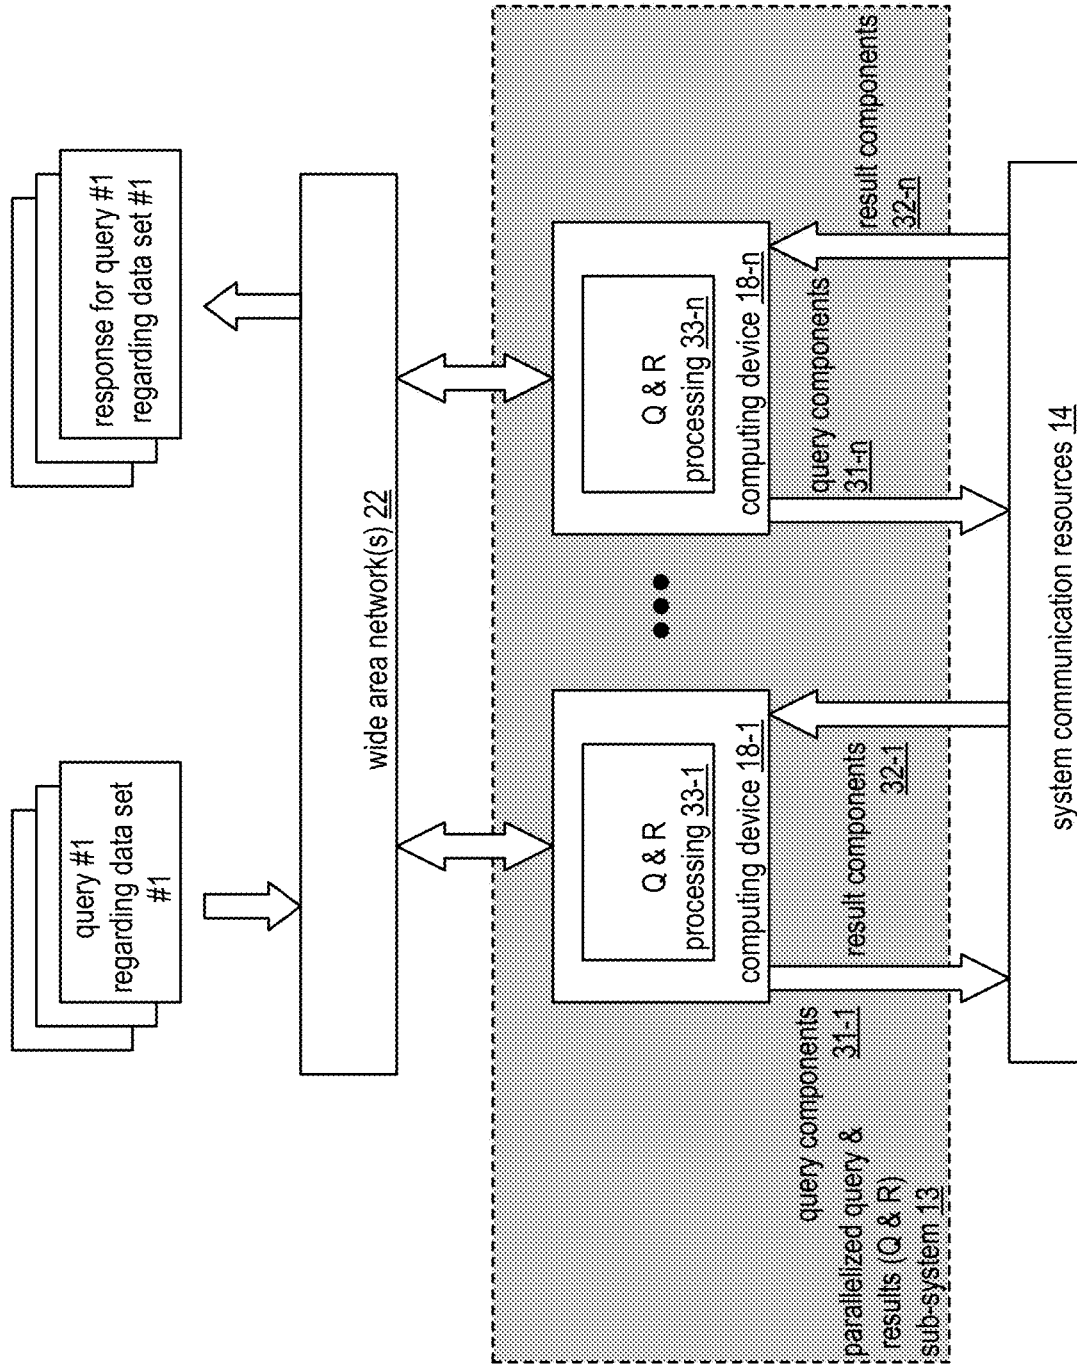 query #1
regarding data set
#1
response for query #1
regarding data set #1
wide area network(s) 22
Q & R
processing 33-1
computing device 18-1
Q & R
processing 33-n
computing device 18-n
query components
31-1
result components
32-1
query components
31-n
result components
32-n
parallelized query &
results (Q & R)
sub-system 13
system communication resources 14